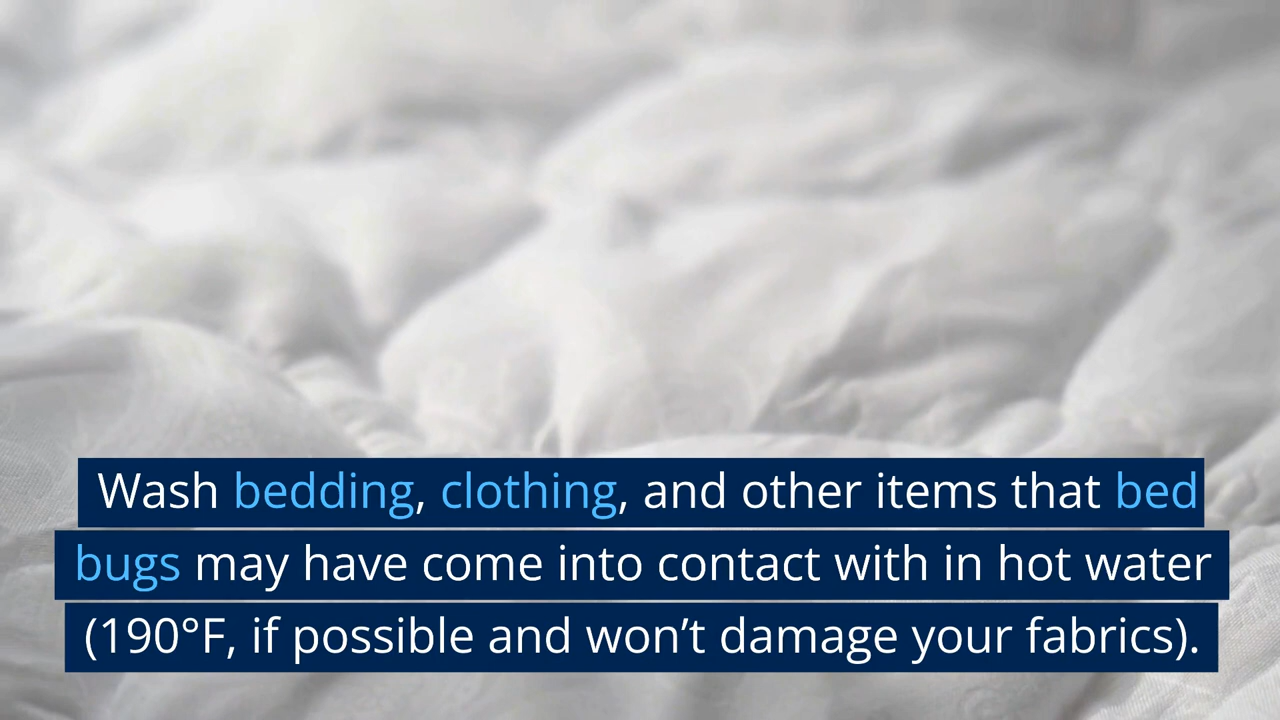 Wash bedding, clothing, and other items that bed
bugs may have come into contact with in hot water
(190°F, if possible and won’t damage your fabrics).